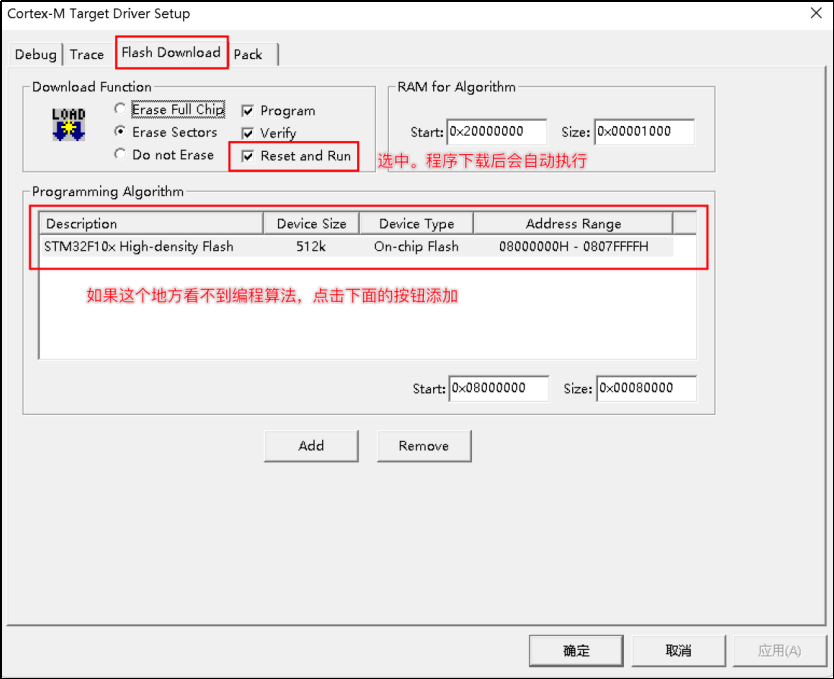 Cortex-M Target Driver Setup
Debug Trace Flash Download Pack
Download Function
LOAD
Erase Full Chip
Erase Sectors
Do not Erase
Program
Verify
Reset and Run
选中。程序下载后会自动执行
RAM for Algorithm
Start: 0x20000000 Size: 0x00001000
Programming Algorithm
Description Device Size Device Type Address Range
STM32F10x High-density Flash 512k On-chip Flash 08000000H - 0807FFFFH
如果这个地方看不到编程算法，点击下面的按钮添加
Start: 0x08000000 Size: 0x00080000
Add Remove
确定 取消 应用(A)